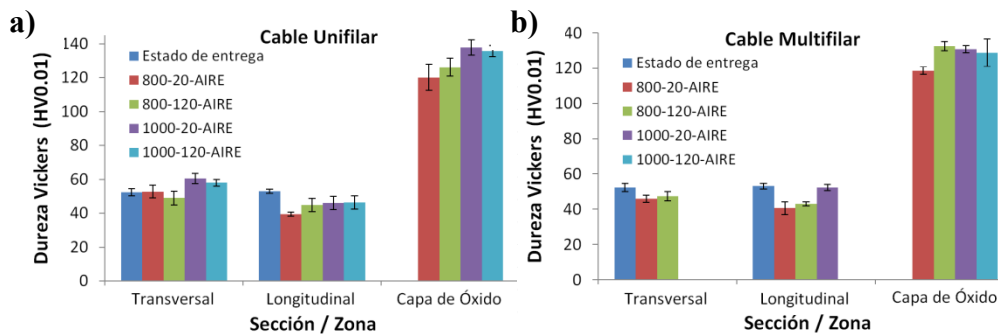 a)
Cable Unifilar
Dureza Vickers (HV0.01)
140
120
100
80
60
40
20
0
Estado de entrega
800-20-AIRE
800-120-AIRE
1000-20-AIRE
1000-120-AIRE
Transversal Longitudinal Capa de Óxido
Sección / Zona
b)
Cable Multifilar
Dureza Vickers (HV0.01)
140
120
100
80
60
40
20
0
Estado de entrega
800-20-AIRE
800-120-AIRE
1000-20-AIRE
1000-120-AIRE
Transversal Longitudinal Capa de Óxido
Sección / Zona